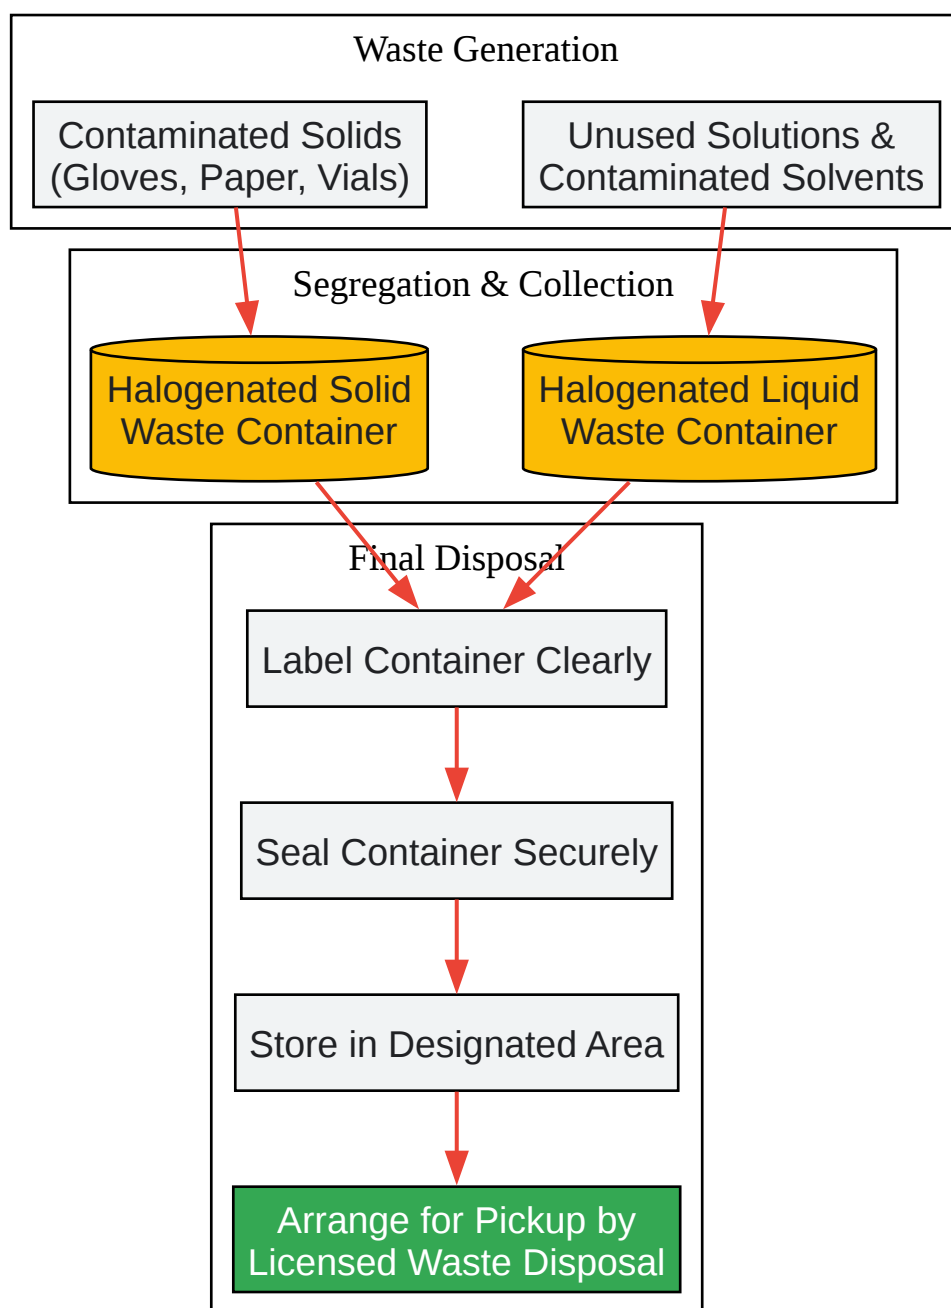 Waste Generation
Contaminated Solids
(Gloves, Paper, Vials)
Unused Solutions &
Contaminated Solvents
Segregation & Collection
Halogenated Solid
Waste Container
Halogenated Liquid
Waste Container
Final Disposal
Label Container Clearly
Seal Container Securely
Store in Designated Area
Arrange for Pickup by
Licensed Waste Disposal